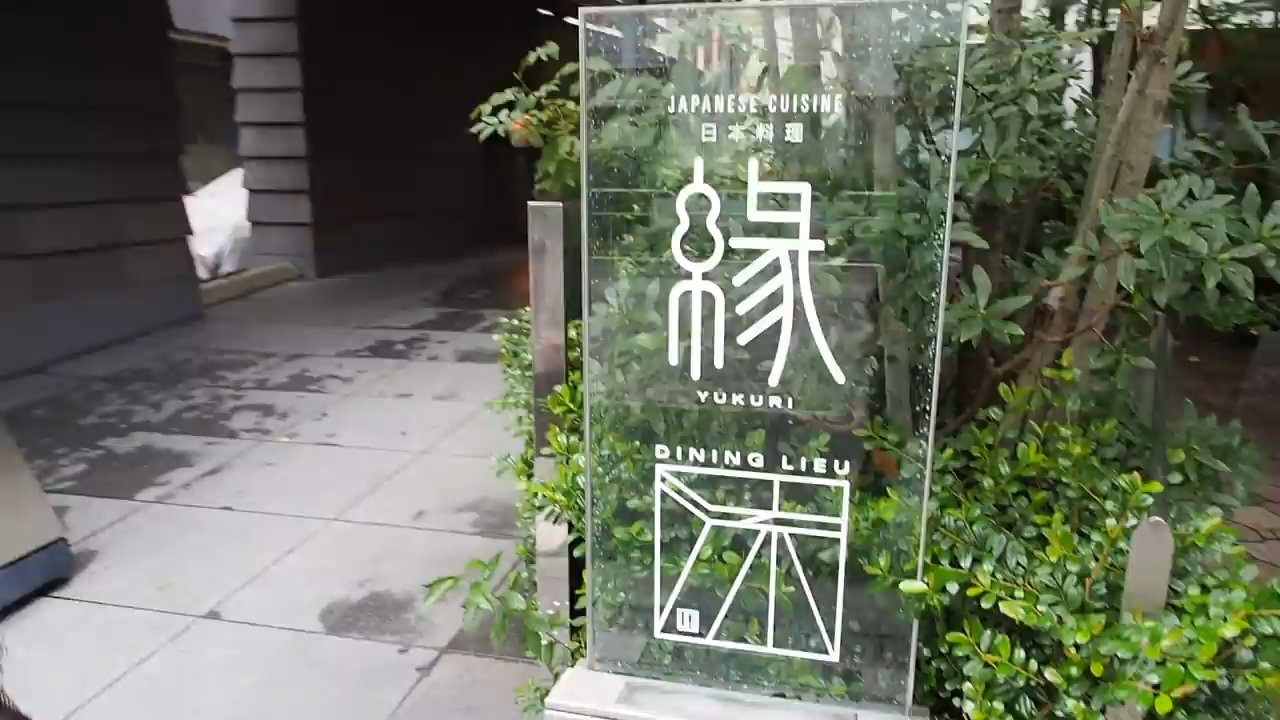 JAPANESE CUISINE
日本料理
縁
YUKURI
DINING LIEU